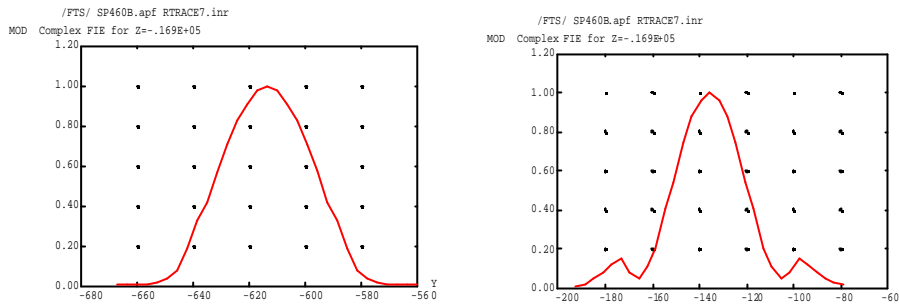 /FTS/ SP460B.apf RTRACE7.inr
MOD Complex FIE for Z=-.169E+05
1.20
1.00
0.80
0.60
0.40
0.20
0.00
-680 -660 -640 -620 -600 -580 -560
Y
/FTS/ SP460B.apf RTRACE7.inr
MOD Complex FIE for Z=-.169E+05
1.20
1.00
0.80
0.60
0.40
0.20
0.00
-200 -180 -160 -140 -120 -100 -80 -60